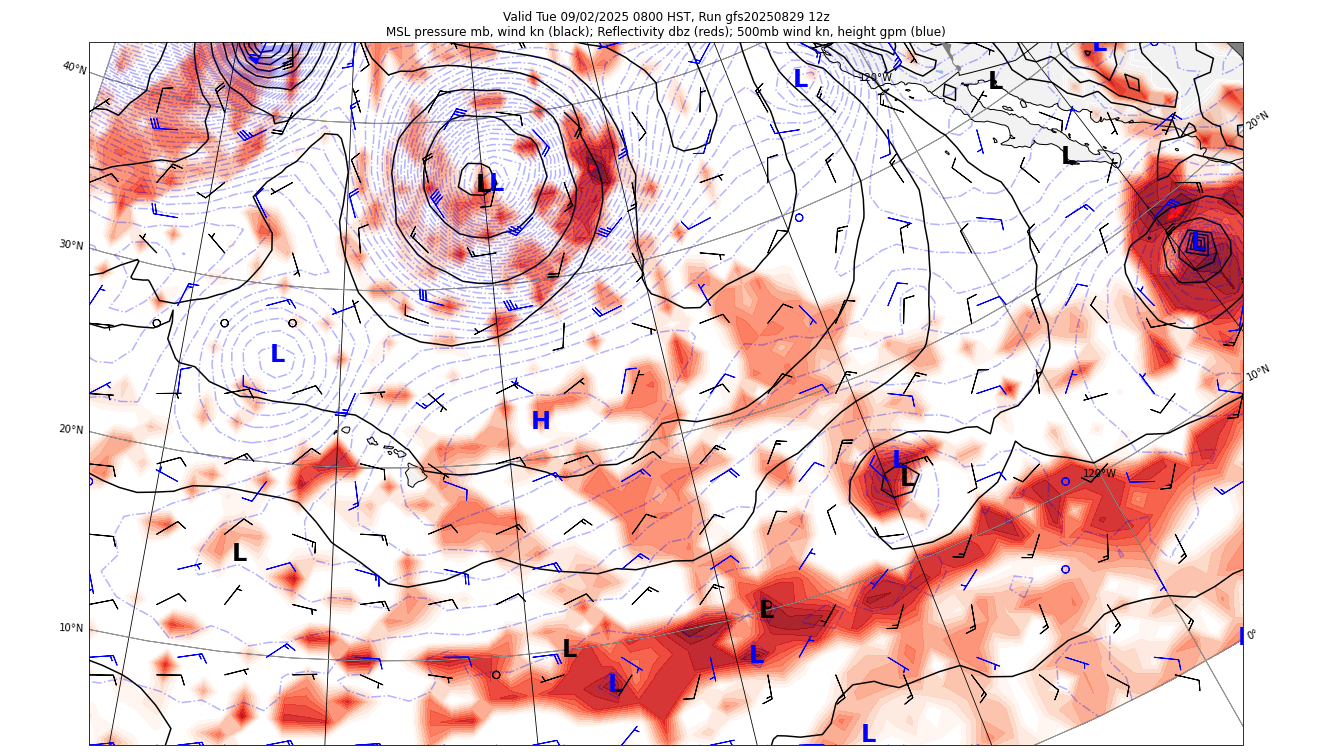 Valid Tue 09/02/2025 0800 HST, Run gfs20250829 12z
MSL pressure mb, wind kn (black); Reflectivity dbz (reds); 500mb wind kn, height gpm (blue)
40°N
120°W
20°N
L
L
L
L
L
L
30°N
L
L
10°N
20°N
H
L
L
120°W
L
10°N
L
L
L
0°
L